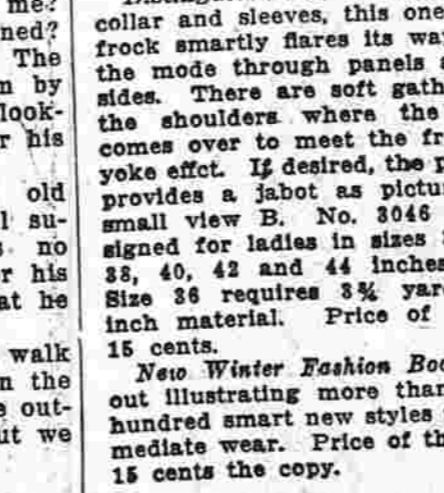 me?
ned?
The
n by
look-
r his
old
l su-
no
r his
at he
walk
n the
e out-
ut we
collar and sleeves, this one
frock smartly flares its wa
the mode through panels
sides. There are soft gath
the shoulders where the
comes over to meet the fr
yoke effct. If desired, the p
provides a jabot as pictu
small view B. No. 3046
signed for ladies in sizes
38, 40, 42 and 44 inches
Size 36 requires 3⅜ yar
inch material. Price of
15 cents.
New Winter Fashion Boo
out illustrating more than
hundred smart new styles
mediate wear. Price of th
15 cents the copy.